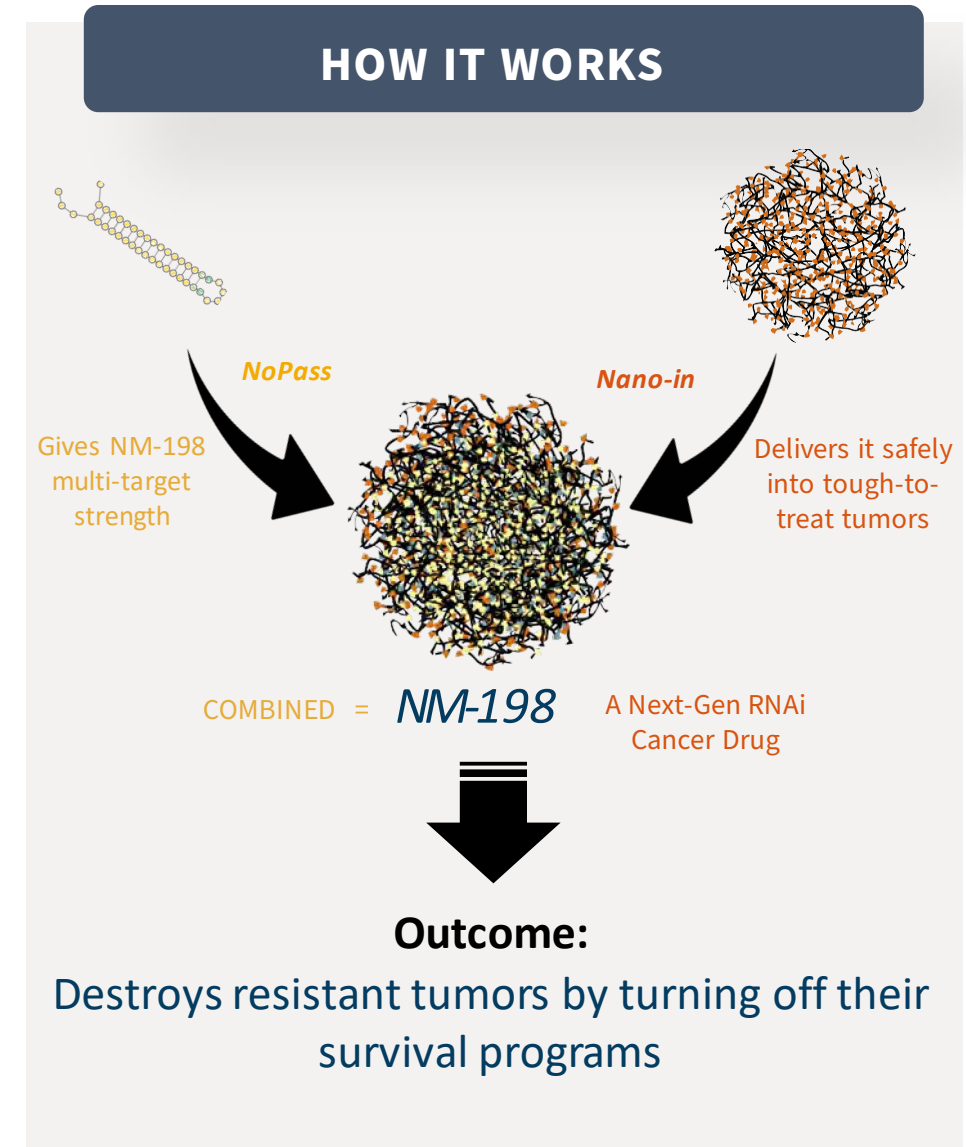 HOW IT WORKS
NoPass
Nano-in
Gives NM-198
multi-target
strength
Delivers it safely
into tough-to-
treat tumors
COMBINED = NM-198
A Next-Gen RNAi
Cancer Drug
Outcome:
Destroys resistant tumors by turning off their
survival programs